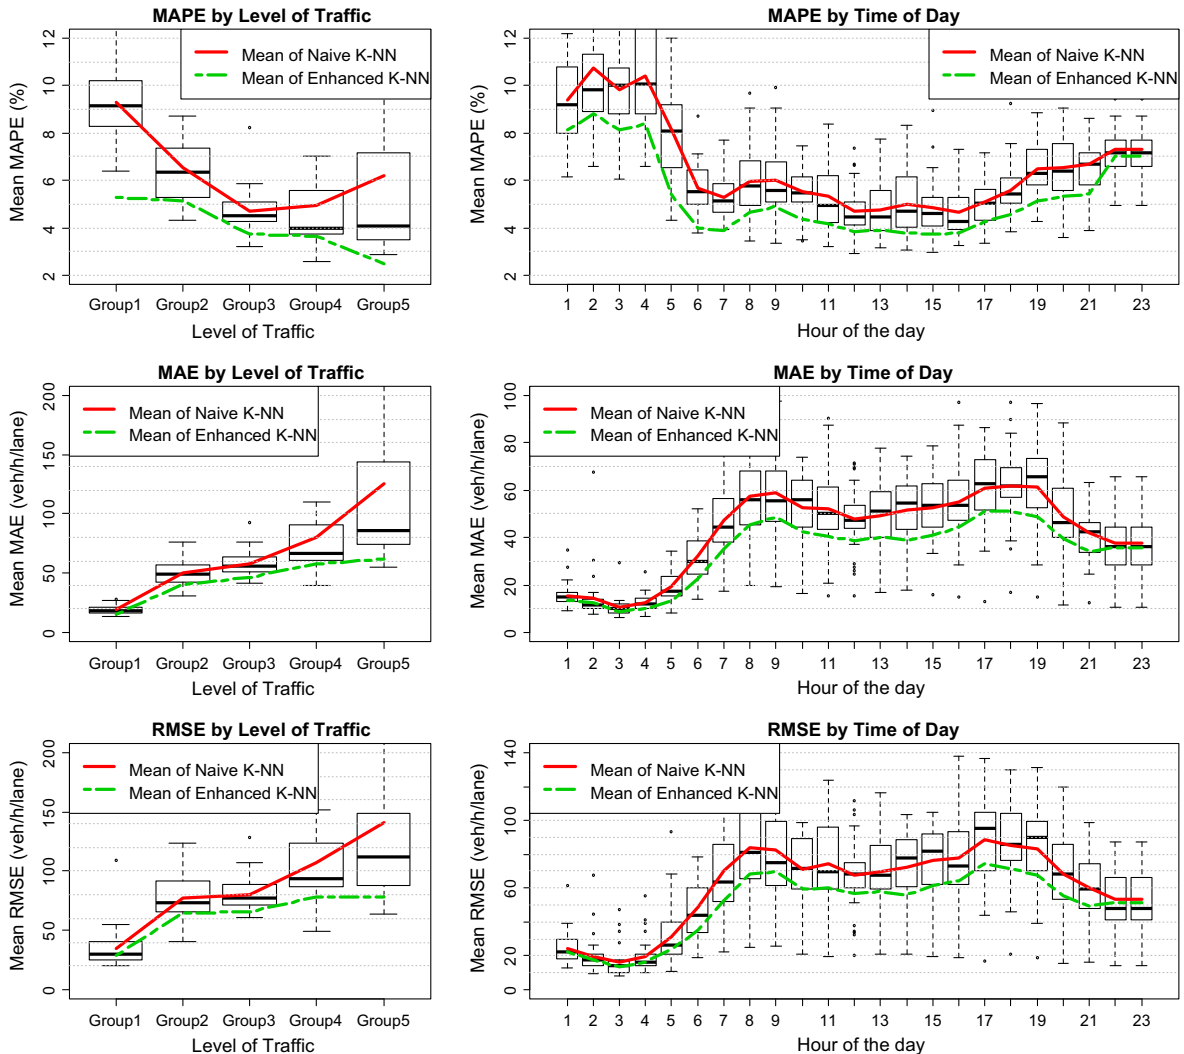 MAPE by Level of Traffic
Mean MAPE (%)
2 4 6 8 10 12
Mean of Naive K-NN
Mean of Enhanced K-NN
Group1 Group2 Group3 Group4 Group5
Level of Traffic
MAPE by Time of Day
Mean MAPE (%)
2 4 6 8 10 12
Mean of Naive K-NN
Mean of Enhanced K-NN
1 2 3 4 5 6 7 8 9 11 13 15 17 19 21 23
Hour of the day
MAE by Level of Traffic
Mean MAE (veh/h/lane)
0 50 100 150 200
Mean of Naive K-NN
Mean of Enhanced K-NN
Group1 Group2 Group3 Group4 Group5
Level of Traffic
MAE by Time of Day
Mean MAE (veh/h/lane)
0 20 40 60 80 100
Mean of Naive K-NN
Mean of Enhanced K-NN
1 2 3 4 5 6 7 8 9 11 13 15 17 19 21 23
Hour of the day
RMSE by Level of Traffic
Mean RMSE (veh/h/lane)
0 50 100 150 200
Mean of Naive K-NN
Mean of Enhanced K-NN
Group1 Group2 Group3 Group4 Group5
Level of Traffic
RMSE by Time of Day
Mean RMSE (veh/h/lane)
0 20 60 100 140
Mean of Naive K-NN
Mean of Enhanced K-NN
1 2 3 4 5 6 7 8 9 11 13 15 17 19 21 23
Hour of the day